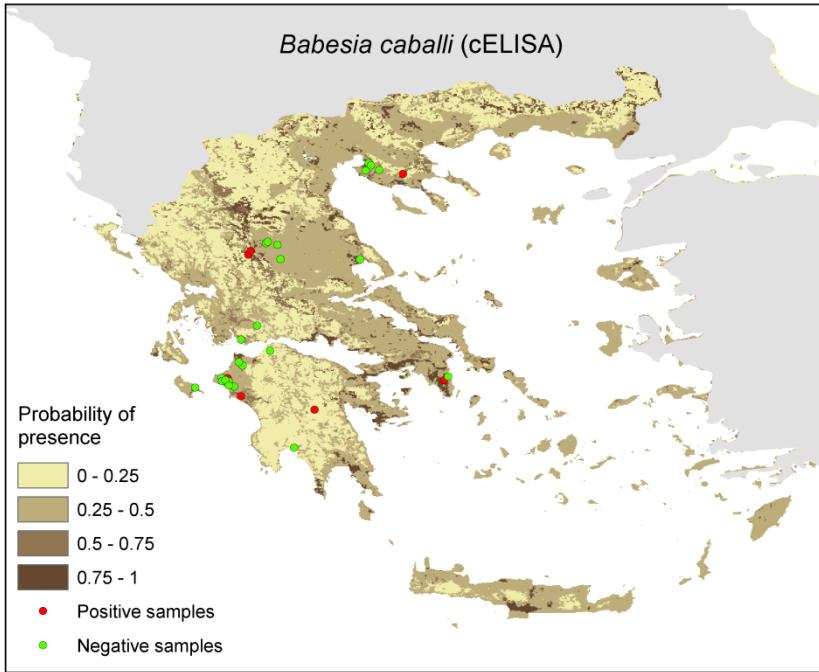 Babesia caballi (cELISA)
Probability of
presence
0 - 0.25
0.25 - 0.5
0.5 - 0.75
0.75 - 1
Positive samples
Negative samples